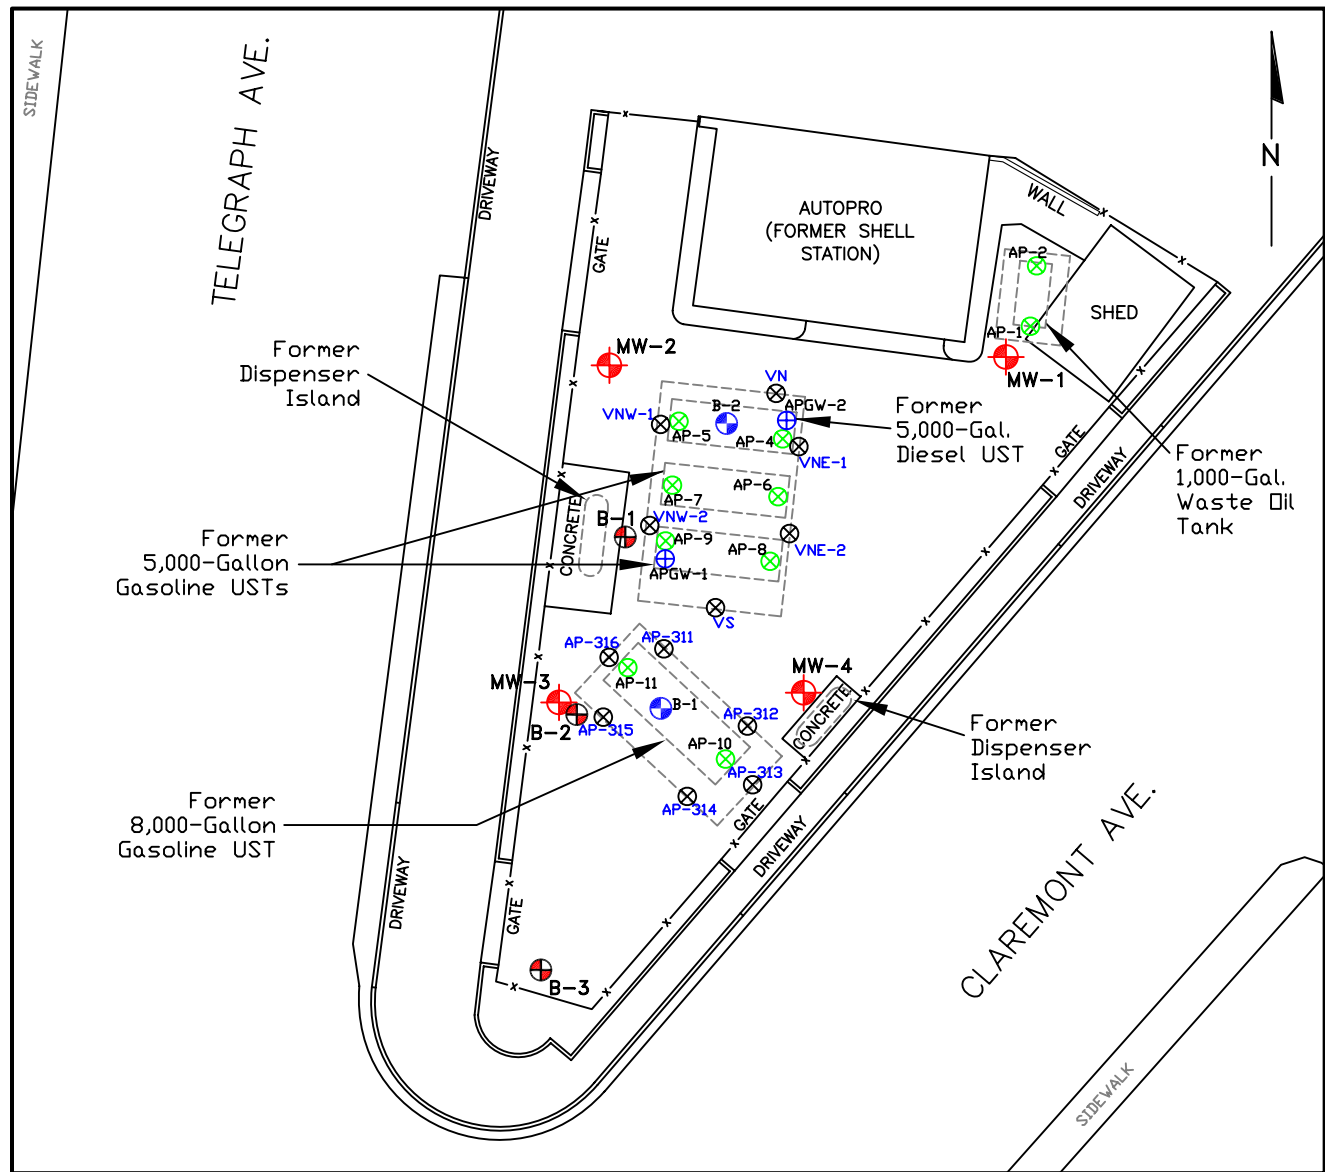 SIDEWALK
TELEGRAPH AVE.
DRIVEWAY
GATE
AUTOPRO
(FORMER SHELL
STATION)
WALL
N
AP-2
SHED
AP-1
MW-1
MW-2
Former
Dispenser
Island
VN
VNW-1
B-2
APGW-2
AP-5
AP-4
VNE-1
Former
5,000-Gal.
Diesel UST
GATE
DRIVEWAY
Former
1,000-Gal.
Waste Oil
Tank
AP-7
AP-6
CONCRETE
B-1
VNW-2
AP-9
AP-8
VNE-2
APGW-1
Former
5,000-Gallon
Gasoline USTs
VS
AP-316
AP-311
AP-11
MW-3
B-2
AP-315
B-1
AP-312
MW-4
CONCRETE
Former
Dispenser
Island
AP-10
AP-313
AP-314
Former
8,000-Gallon
Gasoline UST
GATE
DRIVEWAY
DRIVEWAY
GATE
B-3
CLAREMONT AVE.
SIDEWALK